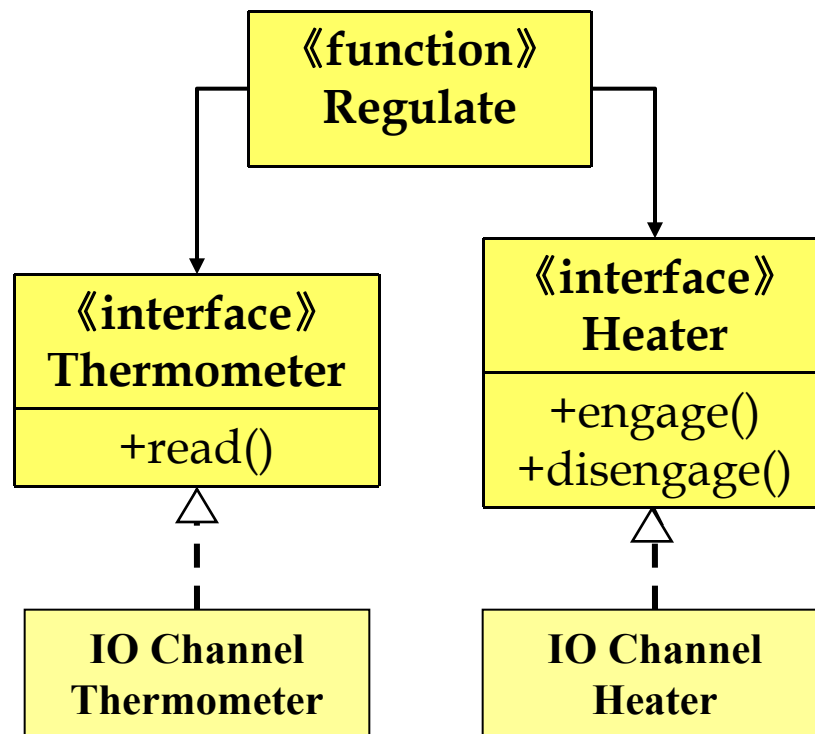 《function》
Regulate
《interface》
Thermometer
+read()
《interface》
Heater
+engage()
+disengage()
IO Channel
Thermometer
IO Channel
Heater